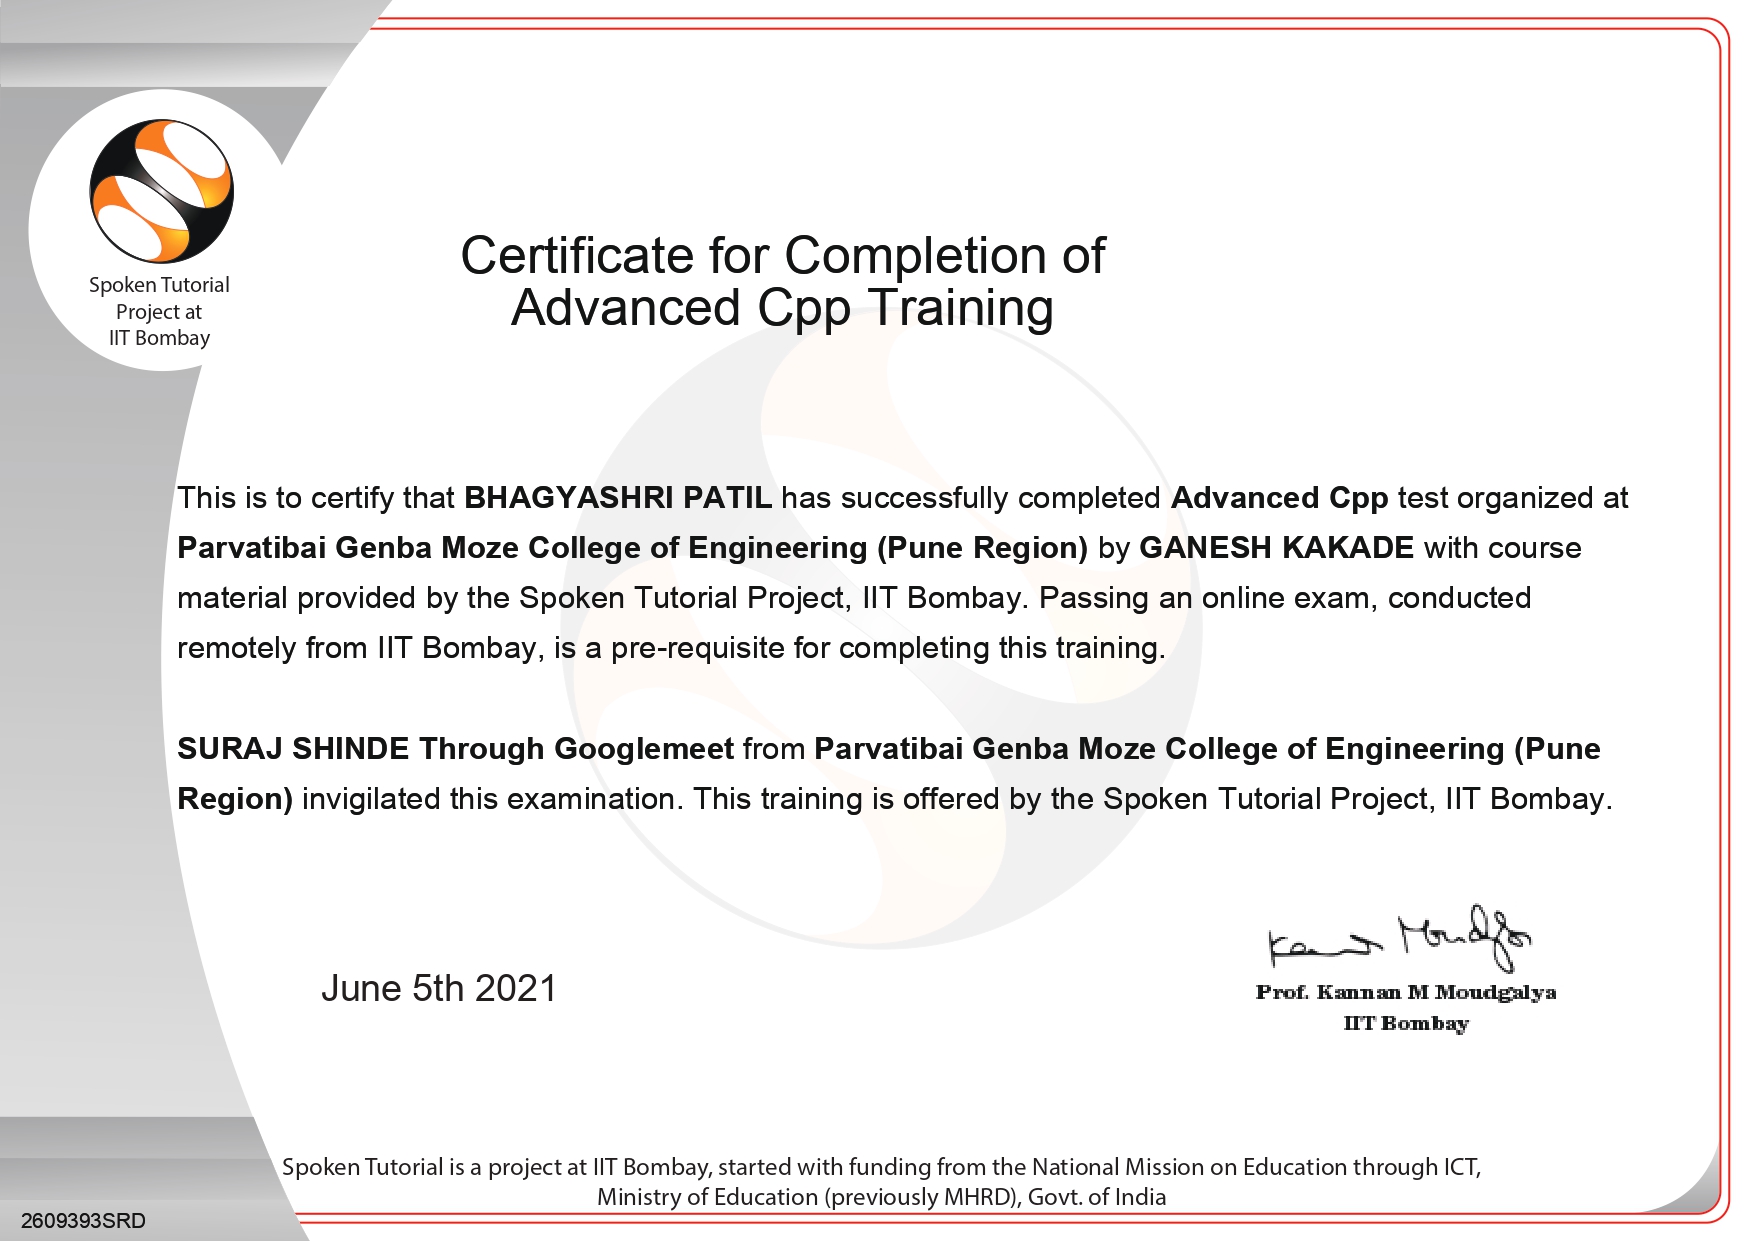 Spoken Tutorial
Project at
IIT Bombay
Certificate for Completion of
Advanced Cpp Training
This is to certify that BHAGYASHRI PATIL has successfully completed Advanced Cpp test organized at
Parvatibai Genba Moze College of Engineering (Pune Region) by GANESH KAKADE with course
material provided by the Spoken Tutorial Project, IIT Bombay. Passing an online exam, conducted
remotely from IIT Bombay, is a pre-requisite for completing this training.
SURAJ SHINDE Through Googlemeet from Parvatibai Genba Moze College of Engineering (Pune
Region) invigilated this examination. This training is offered by the Spoken Tutorial Project, IIT Bombay.
June 5th 2021
Kannan Moudgalya
Prof. Kannan M Moudgalya
IIT Bombay
Spoken Tutorial is a project at IIT Bombay, started with funding from the National Mission on Education through ICT,
Ministry of Education (previously MHRD), Govt. of India
2609393SRD